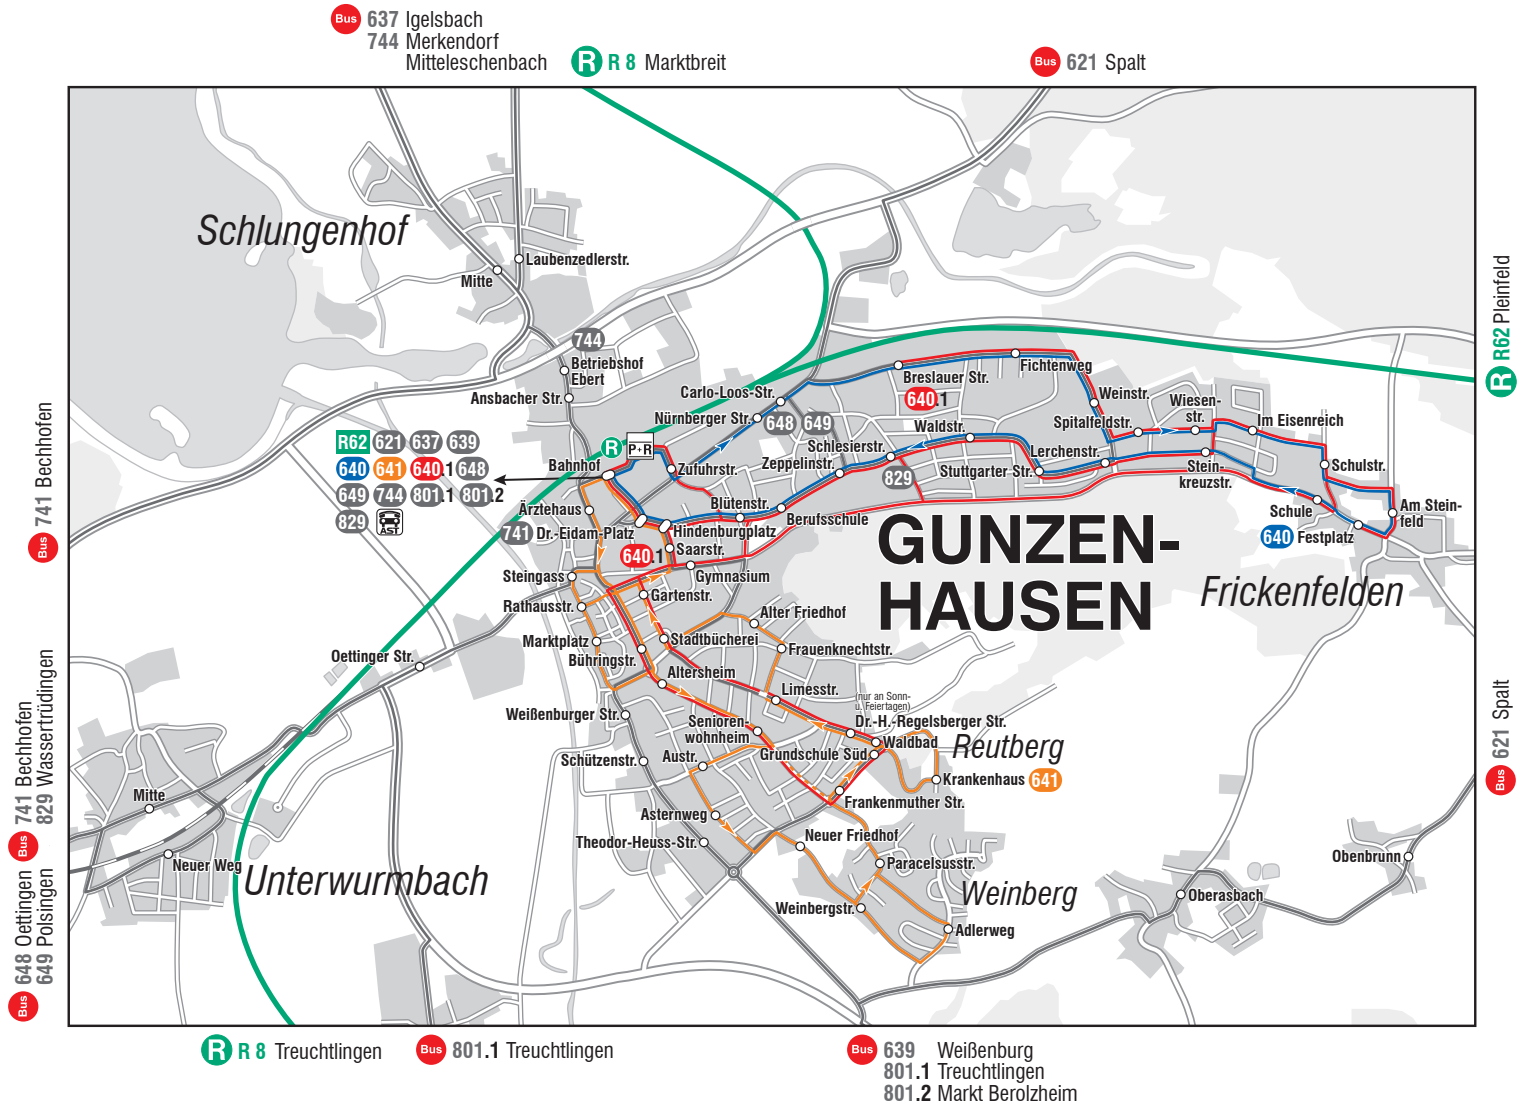 Bus 637 Igelsbach
744 Merkendorf
Mitteleschenbach
R R 8 Marktbreit
Bus 621 Spalt
Schlungenhof
Laubenzedlerstr.
Mitte
744
Betriebshof
Ebert
Ansbacher Str.
Carlo-Loos-Str.
Nürnberger Str.
648 649
Breslauer Str.
640.1
Fichtenweg
Weinstr.
Wiesen-
str.
Spitalfeldstr.
Im Eisenreich
Schulstr.
Am Stein-
feld
Waldstr.
Schlesierstr.
Zeppelinstr.
829
Stuttgarter Str.
Lerchenstr.
Stein-
kreuzstr.
Schule
640 Festplatz
R62 621 637 639
640 641 640.1 648
649 744 801.1 801.2
829 AST
R
P+R
Bahnhof
Zufuhrstr.
Blütenstr.
Berufsschule
Ärztehaus
741 Dr.-Eidam-Platz
Hindenburgplatz
640.1
Saarstr.
Gymnasium
Steingass
Gartenstr.
Rathausstr.
Alter Friedhof
Marktplatz
Stadtbücherei
Frauenknechtstr.
Bühringstr.
Altersheim
Oettinger Str.
Limesstr.
(nur an Sonn-
u. Feiertagen)
Weißenburger Str.
Senioren-
wohnheim
Dr.-H.-Regelsberger Str.
Waldbad
Grundschule Süd
Reutberg
Schützenstr.
Austr.
Krankenhaus 641
Frankenmuther Str.
Asternweg
Theodor-Heuss-Str.
Neuer Friedhof
Paracelsusstr.
Weinberg
Weinbergstr.
Adlerweg
GUNZEN-
HAUSEN
Frickenfelden
Mitte
Neuer Weg
Unterwurmbach
Obenbrunn
Oberasbach
Bus 741 Bechhofen
Bus 741 Bechhofen
829 Wassertrüdingen
Bus 648 Oettingen
649 Polsingen
R R62 Pleinfeld
Bus 621 Spalt
R R 8 Treuchtlingen
Bus 801.1 Treuchtlingen
Bus 639 Weißenburg
801.1 Treuchtlingen
801.2 Markt Berolzheim